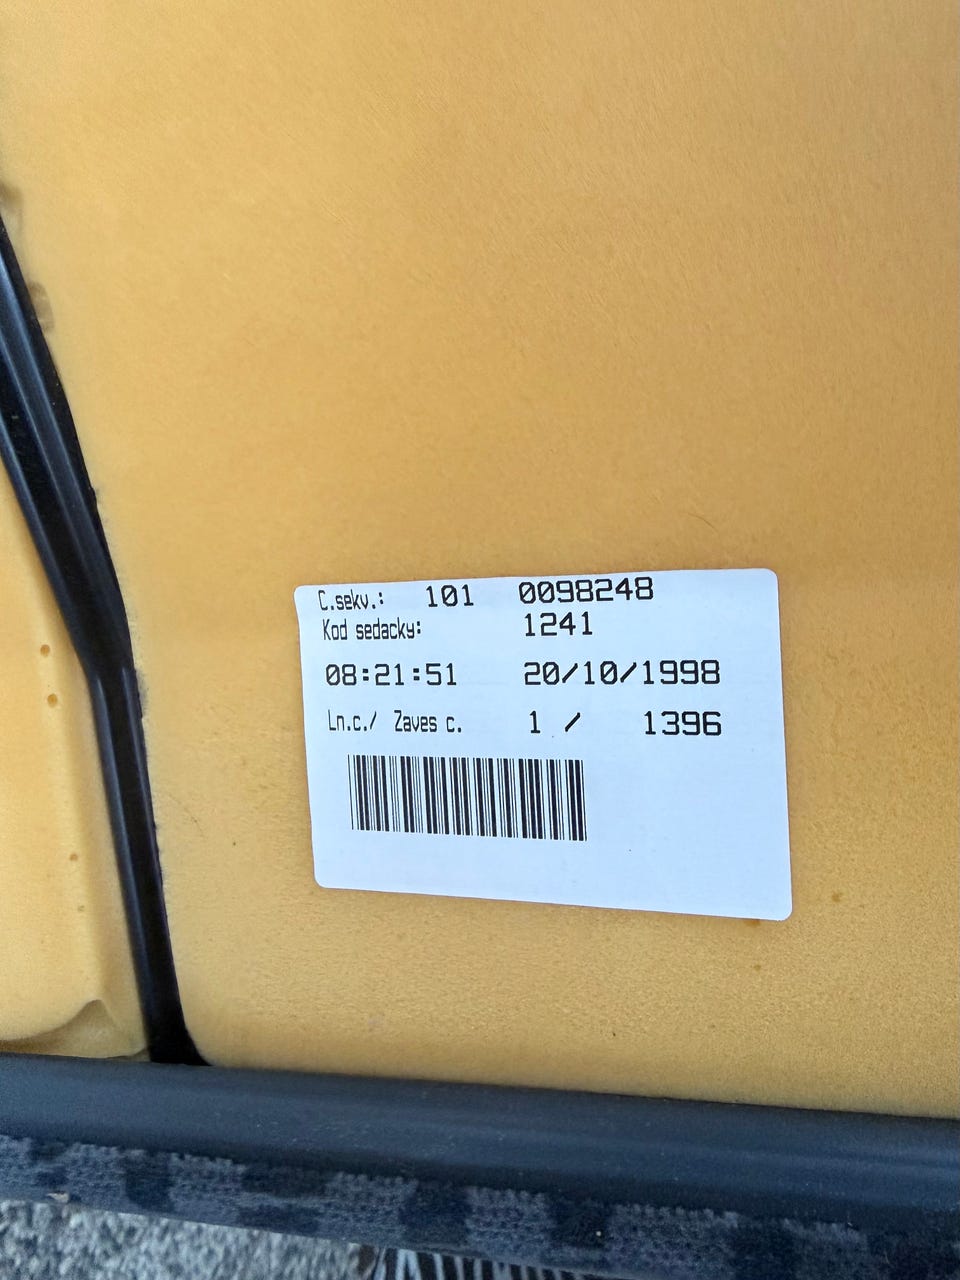 C.sekv.: 101 0098248
Kod sedacky: 1241
08:21:51 20/10/1998
Ln.c./ Zaves c. 1 / 1396